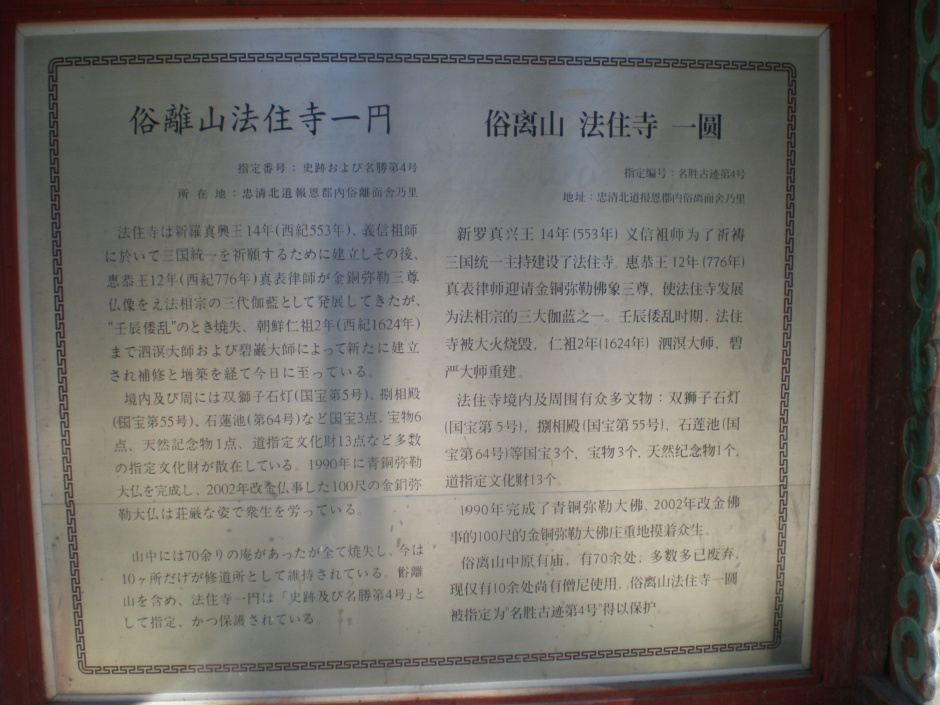 俗離山法住寺一円
指定番号：史跡および名勝第4号
所在地：忠清北道報恩郡内俗離面舍乃里
法住寺は新羅真興王14年(西紀553年)、義信祖師
に於いて三国統一を祈願するために建立しその後、
惠恭王12年(西紀776年)真表律師が金銅弥勒三尊
仏像をえ法相宗の三代伽藍として発展してきたが、
"壬辰倭乱"のとき焼失、朝鮮仁祖2年(西紀1624年)
まで泗溟大師および碧巖大師によって新たに建立
され補修と増築を経て今日に至っている。
境内及び周には双獅子石灯(国宝第5号)、捌相殿
(国宝第55号)、石蓮池(第64号)など国宝3点、宝物6
点、天然記念物1点、道指定文化財13点など多数
の指定文化財が散在している。1990年に青銅弥勒
大仏を完成し、2002年改金仏事した100尺の金銅弥
勒大仏は荘厳な姿で衆生を労っている。
山中には70余りの庵があったが全て焼失し、今は
10ヶ所だけが修道所として維持されている。俗離
山を含め、法住寺一円は「史跡及び名勝第4号」と
して指定、かつ保護されている。
俗离山 法住寺 一圆
指定编号：名胜古迹第4号
地址：忠清北道报恩郡内俗离面舍乃里
新罗真兴王 14年(553年) 义信祖师为了祈祷
三国统一主持建设了法住寺。惠恭王 12年(776年)
真表律师迎请金铜弥勒佛象三尊，使法住寺发展
为法相宗的三大伽蓝之一。壬辰倭乱时期，法住
寺被大火烧毁，仁祖2年(1624年) 泗溟大师、碧
严大师重建。
法住寺境内及周围有众多文物：双狮子石灯
(国宝第5号)，捌相殿(国宝第55号)，石莲池(国
宝第64号)等国宝3个，宝物3个，天然纪念物1个，
道指定文化财13个。
1990年完成了青铜弥勒大佛、2002年改金佛
事的100尺的金铜弥勒大佛庄重地摸着众生。
俗离山中原有庙，有70余处，多数多已废弃，
现仅有10余处尚有僧尼使用，俗离山法住寺一圆
被指定为"名胜古迹第4号"得以保护。